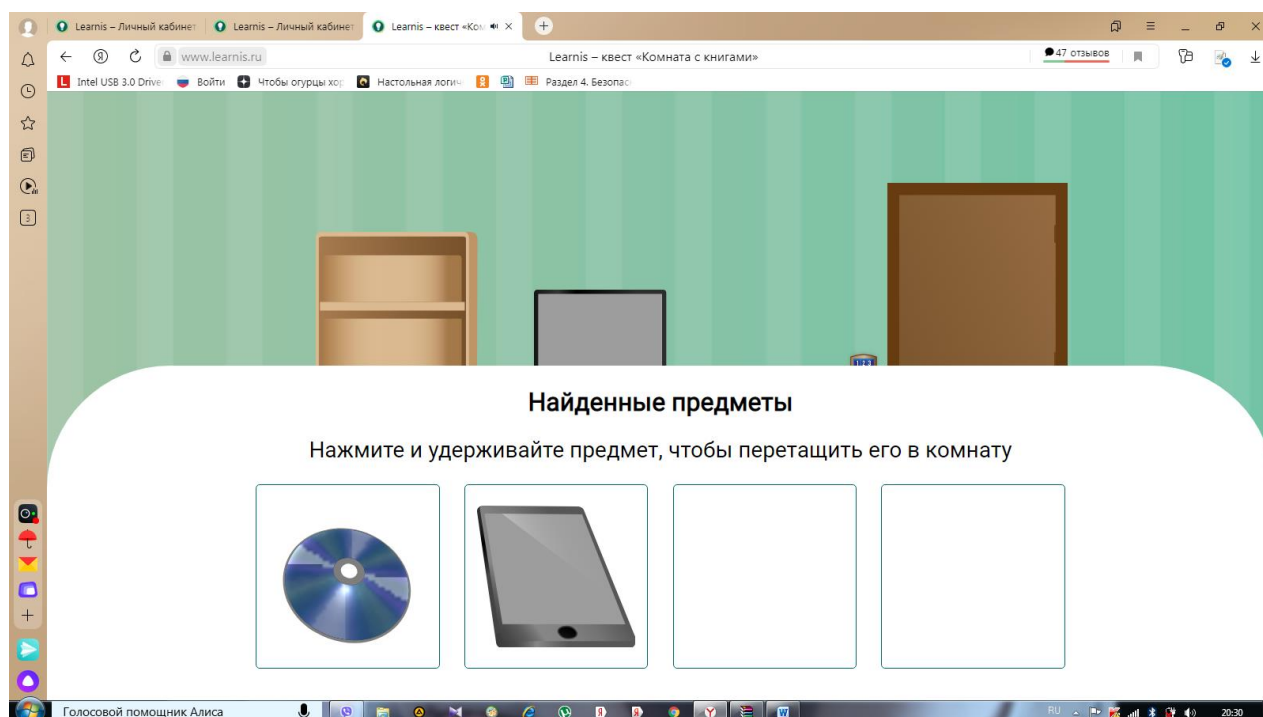 Learnis – Личный кабинет
Learnis – Личный кабинет
Learnis – квест «Ком
www.learnis.ru
Learnis – квест «Комната с книгами»
47 отзывов
Intel USB 3.0 Drive
Войти
Чтобы огурцы хор
Настольная логич
Раздел 4. Безопас
3
123
Найденные предметы
Нажмите и удерживайте предмет, чтобы перетащить его в комнату
Голосовой помощник Алиса
RU
20:30